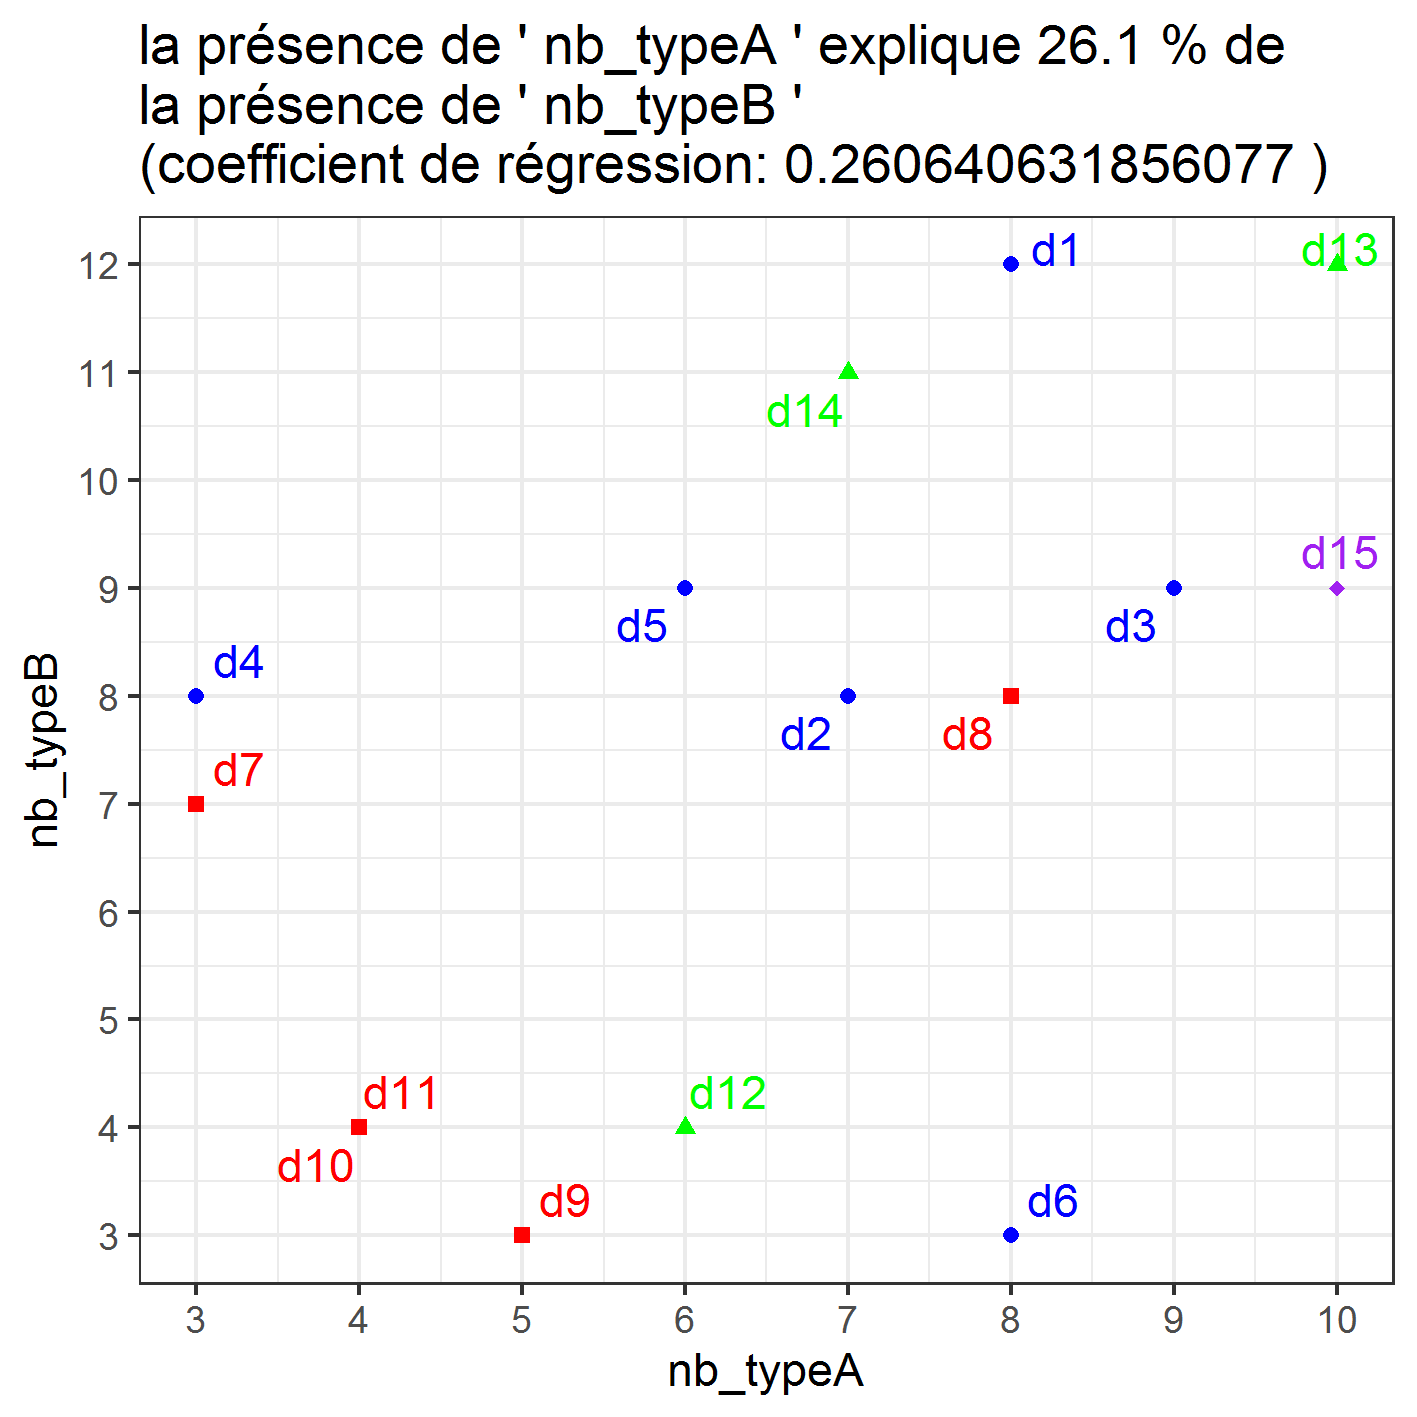 la présence de ' nb_typeA ' explique 26.1 % de
la présence de ' nb_typeB '
(coefficient de régression: 0.260640631856077 )
12
11
10
9
8
7
6
5
4
3
nb_typeB
d1
d13
d14
d15
d5
d3
d4
d2
d8
d7
d11
d12
d10
d9
d6
3 4 5 6 7 8 9 10
nb_typeA